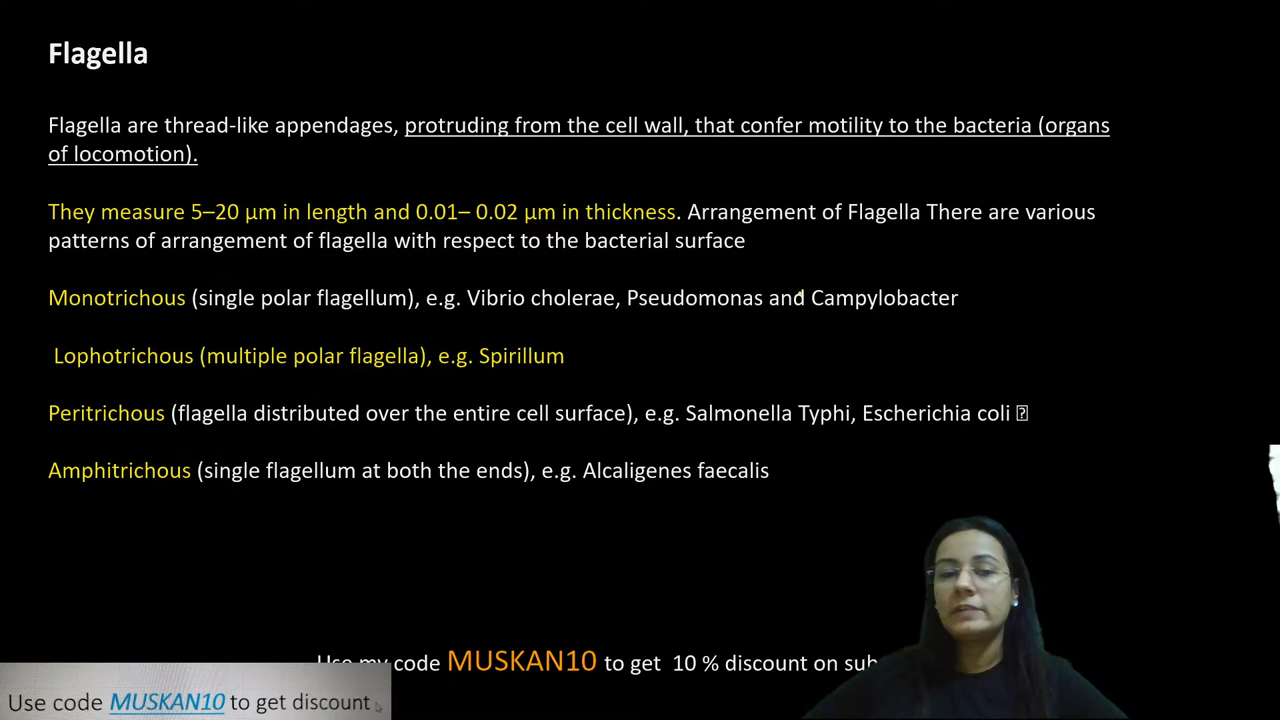 Flagella
Flagella are thread-like appendages, protruding from the cell wall, that confer motility to the bacteria (organs
of locomotion).
They measure 5–20 μm in length and 0.01– 0.02 μm in thickness. Arrangement of Flagella There are various
patterns of arrangement of flagella with respect to the bacterial surface
Monotrichous (single polar flagellum), e.g. Vibrio cholerae, Pseudomonas and Campylobacter
Lophotrichous (multiple polar flagella), e.g. Spirillum
Peritrichous (flagella distributed over the entire cell surface), e.g. Salmonella Typhi, Escherichia coli
Amphitrichous (single flagellum at both the ends), e.g. Alcaligenes faecalis
Use my code MUSKAN10 to get 10 % discount on
Use code MUSKAN10 to get discount